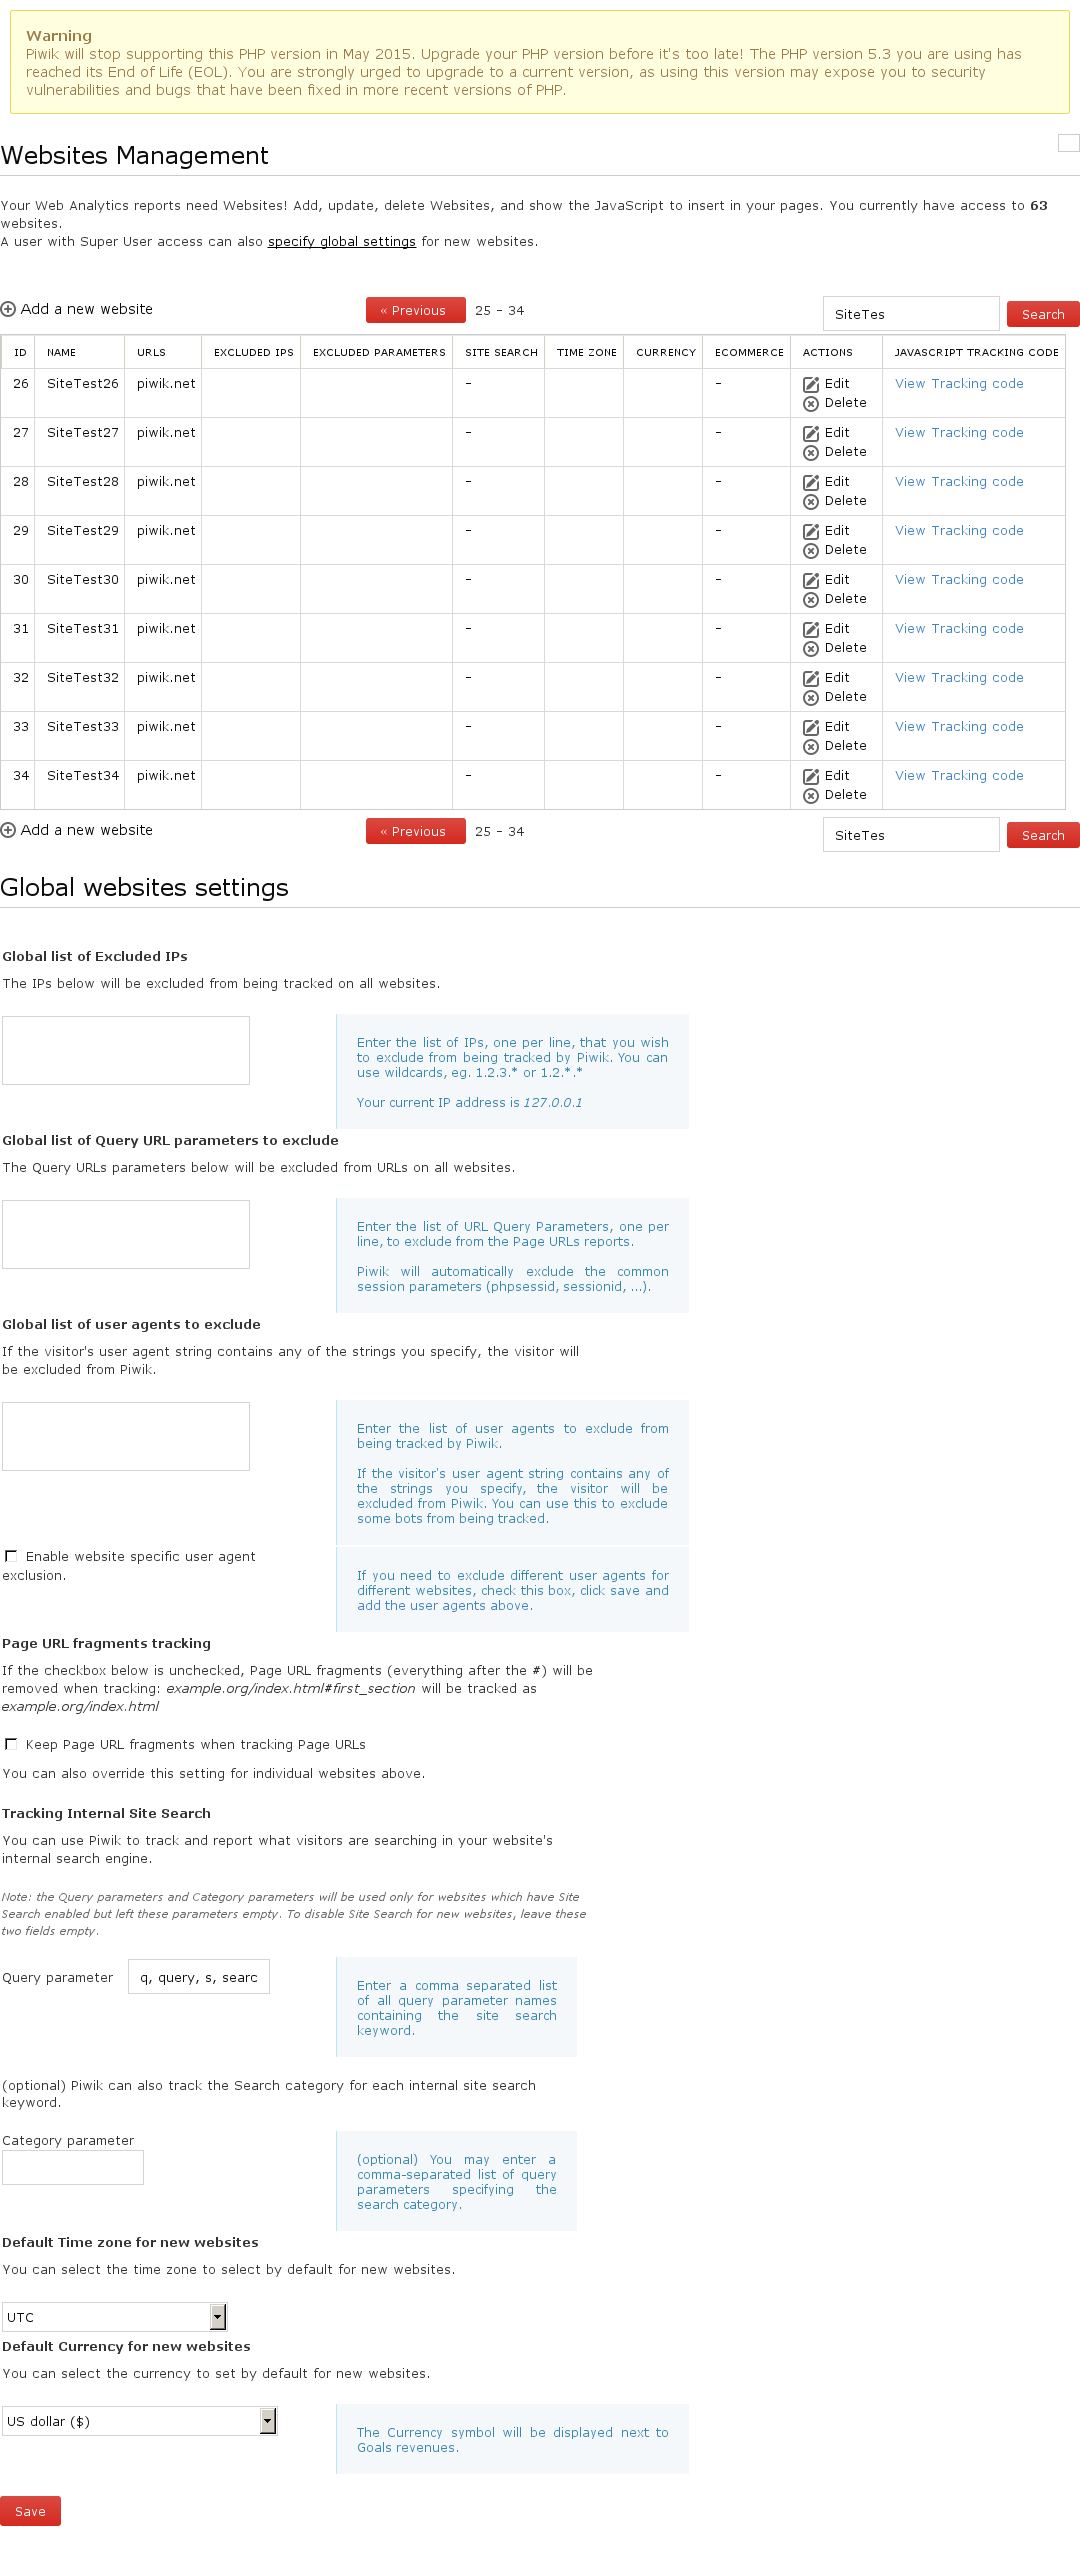 Warning
Piwik will stop supporting this PHP version in May 2015. Upgrade your PHP version before it's too late! The PHP version 5.3 you are using has
reached its End of Life (EOL). You are strongly urged to upgrade to a current version, as using this version may expose you to security
vulnerabilities and bugs that have been fixed in more recent versions of PHP.
Websites Management
Your Web Analytics reports need Websites! Add, update, delete Websites, and show the JavaScript to insert in your pages. You currently have access to 63
websites.
A user with Super User access can also specify global settings for new websites.
Add a new website « Previous 25 – 34 SiteTes Search
ID NAME URLS EXCLUDED IPS EXCLUDED PARAMETERS SITE SEARCH TIME ZONE CURRENCY ECOMMERCE ACTIONS JAVASCRIPT TRACKING CODE
26 SiteTest26 piwik.net - - Edit View Tracking code
Delete
27 SiteTest27 piwik.net - - Edit View Tracking code
Delete
28 SiteTest28 piwik.net - - Edit View Tracking code
Delete
29 SiteTest29 piwik.net - - Edit View Tracking code
Delete
30 SiteTest30 piwik.net - - Edit View Tracking code
Delete
31 SiteTest31 piwik.net - - Edit View Tracking code
Delete
32 SiteTest32 piwik.net - - Edit View Tracking code
Delete
33 SiteTest33 piwik.net - - Edit View Tracking code
Delete
34 SiteTest34 piwik.net - - Edit View Tracking code
Delete
Add a new website « Previous 25 – 34 SiteTes Search
Global websites settings
Global list of Excluded IPs
The IPs below will be excluded from being tracked on all websites.
Enter the list of IPs, one per line, that you wish
to exclude from being tracked by Piwik. You can
use wildcards, eg. 1.2.3.* or 1.2.*.*
Your current IP address is 127.0.0.1
Global list of Query URL parameters to exclude
The Query URLs parameters below will be excluded from URLs on all websites.
Enter the list of URL Query Parameters, one per
line, to exclude from the Page URLs reports.
Piwik will automatically exclude the common
session parameters (phpsessid, sessionid, ...).
Global list of user agents to exclude
If the visitor's user agent string contains any of the strings you specify, the visitor will
be excluded from Piwik.
Enter the list of user agents to exclude from
being tracked by Piwik.
If the visitor's user agent string contains any of
the strings you specify, the visitor will be
excluded from Piwik. You can use this to exclude
some bots from being tracked.
Enable website specific user agent
exclusion.
If you need to exclude different user agents for
different websites, check this box, click save and
add the user agents above.
Page URL fragments tracking
If the checkbox below is unchecked, Page URL fragments (everything after the #) will be
removed when tracking: example.org/index.html#first_section will be tracked as
example.org/index.html
Keep Page URL fragments when tracking Page URLs
You can also override this setting for individual websites above.
Tracking Internal Site Search
You can use Piwik to track and report what visitors are searching in your website's
internal search engine.
Note: the Query parameters and Category parameters will be used only for websites which have Site
Search enabled but left these parameters empty. To disable Site Search for new websites, leave these
two fields empty.
Query parameter q, query, s, searc
Enter a comma separated list
of all query parameter names
containing the site search
keyword.
(optional) Piwik can also track the Search category for each internal site search
keyword.
Category parameter
(optional) You may enter a
comma-separated list of query
parameters specifying the
search category.
Default Time zone for new websites
You can select the time zone to select by default for new websites.
UTC
Default Currency for new websites
You can select the currency to set by default for new websites.
US dollar ($)
The Currency symbol will be displayed next to
Goals revenues.
Save